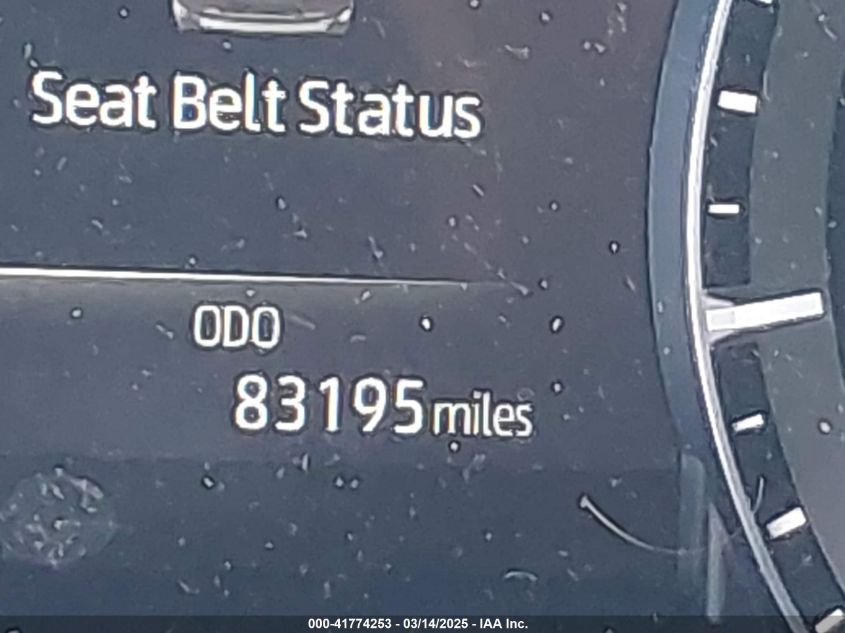 Seat Belt Status
ODO
83195 miles
000-41774253 - 03/14/2025 - IAA Inc.